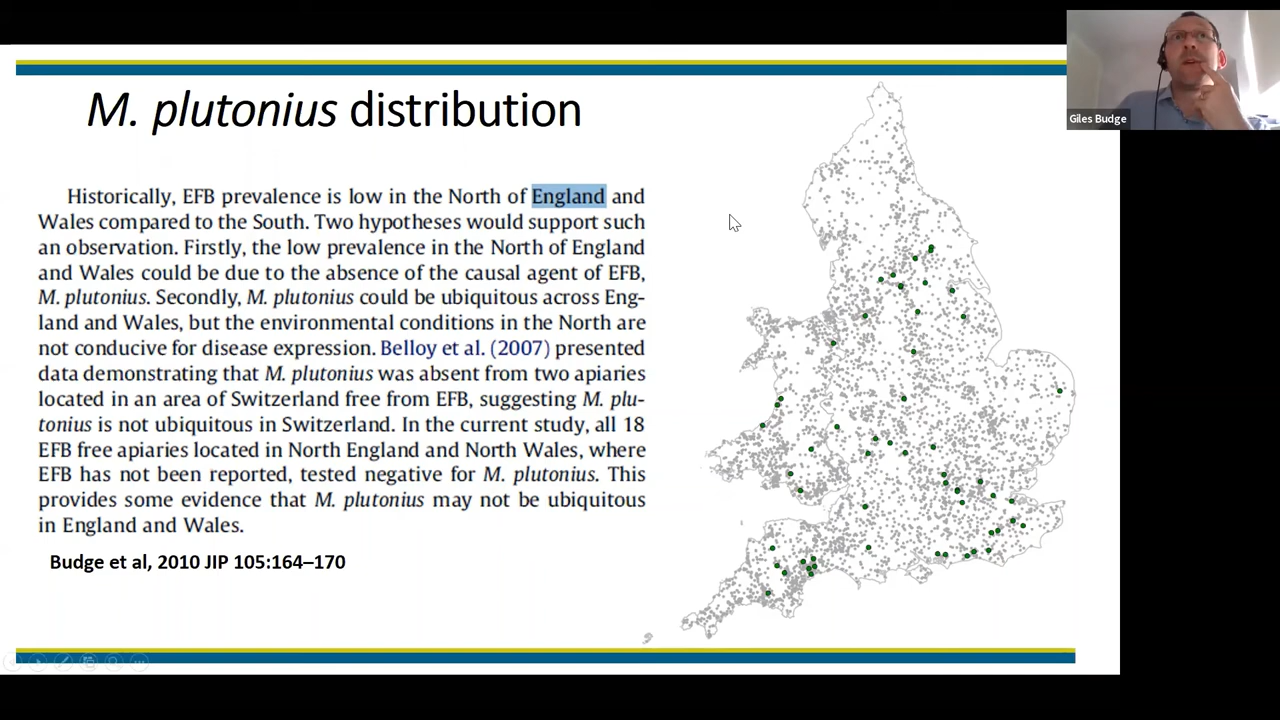 M. plutonius distribution
Historically, EFB prevalence is low in the North of England and
Wales compared to the South. Two hypotheses would support such
an observation. Firstly, the low prevalence in the North of England
and Wales could be due to the absence of the causal agent of EFB,
M. plutonius. Secondly, M. plutonius could be ubiquitous across Eng-
land and Wales, but the environmental conditions in the North are
not conducive for disease expression. Belloy et al. (2007) presented
data demonstrating that M. plutonius was absent from two apiaries
located in an area of Switzerland free from EFB, suggesting M. plu-
tonius is not ubiquitous in Switzerland. In the current study, all 18
EFB free apiaries located in North England and North Wales, where
EFB has not been reported, tested negative for M. plutonius. This
provides some evidence that M. plutonius may not be ubiquitous
in England and Wales.
Budge et al, 2010 JIP 105:164–170
Giles Budge